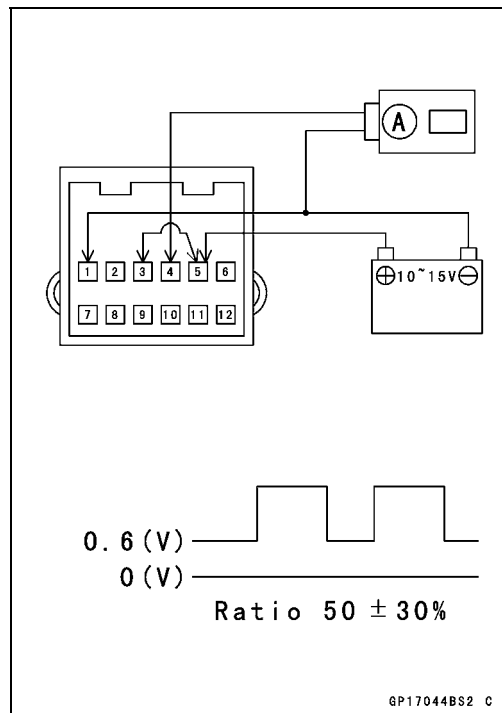 A
1 2 3 4 5 6
⊕10~15V⊖
7 8 9 10 11 12
0.6(V)
0(V)
Ratio 50 ± 30%
GP17044BS2 C